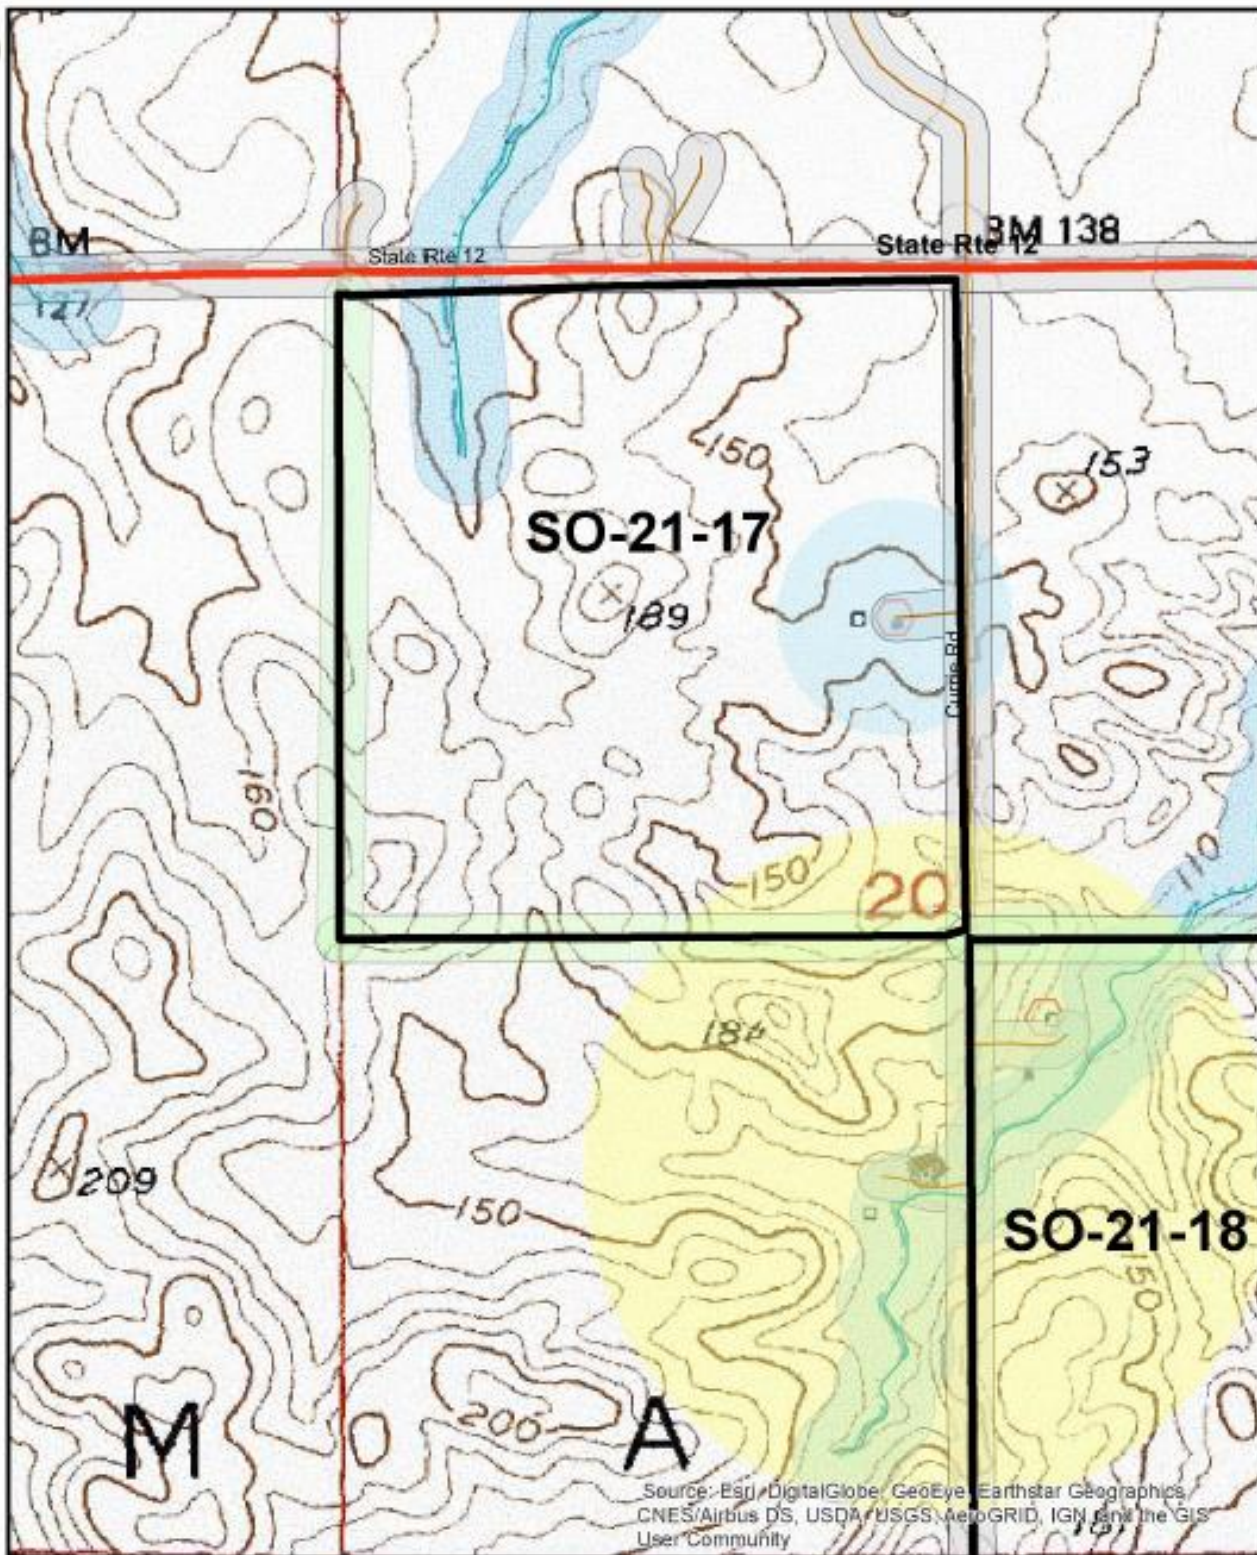 BM
State Rte 12
State Rte 12
BM 138
127
150
153
SO-21-17
189
Currie Rd
160
110
150
20
184
209
150
SO-21-18
150
200
M
A
Source: Esri, DigitalGlobe, GeoEye, Earthstar Geographics,
CNES/Airbus DS, USDA, USGS, AeroGRID, IGN, and the GIS
User Community